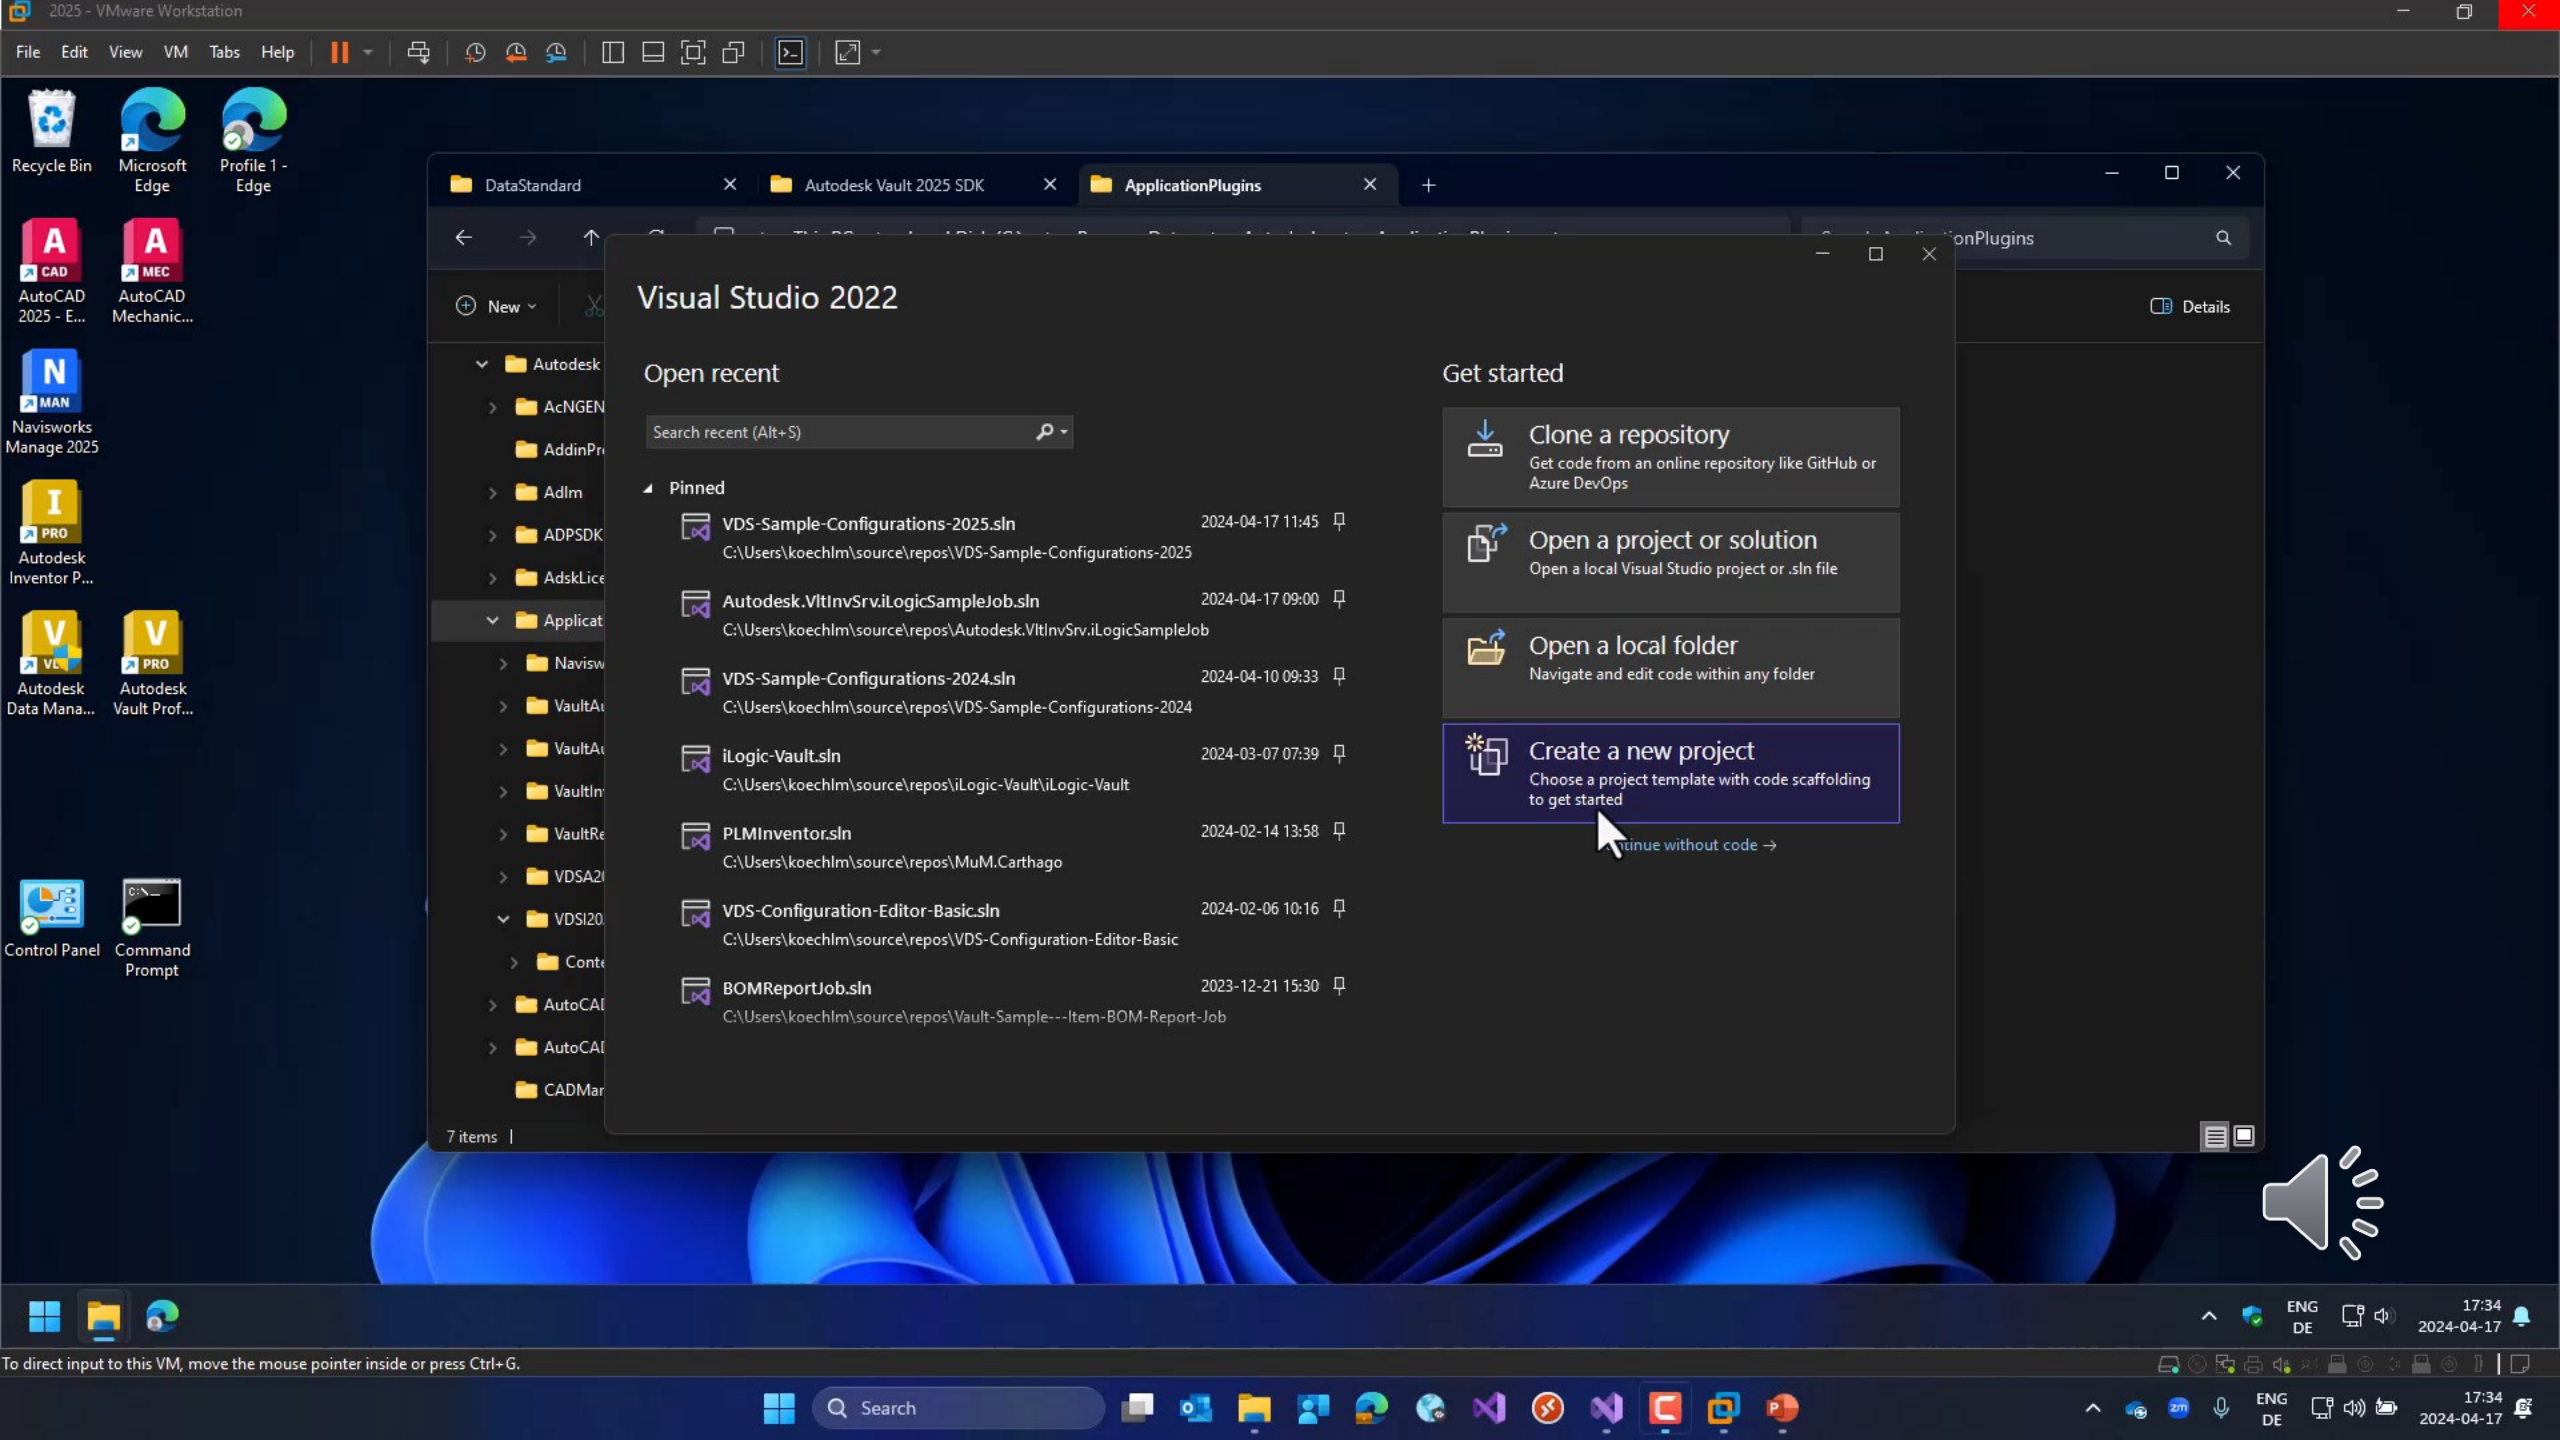 2025 - VMware Workstation
File Edit View VM Tabs Help
Recycle Bin
Microsoft Edge
Profile 1 - Edge
AutoCAD 2025 - E...
AutoCAD Mechanic...
Navisworks Manage 2025
Autodesk Inventor P...
Autodesk Data Mana...
Autodesk Vault Prof...
Control Panel
Command Prompt
DataStandard
Autodesk Vault 2025 SDK
ApplicationPlugins
onPlugins
New
Details
Autodesk
AcNGEN
AddinPr
Adlm
ADPSDK
AdskLice
Applicat
Navisw
VaultAu
VaultAu
VaultIn
VaultRe
VDSA20
VDSI20
Conte
AutoCAD
AutoCAD
CADMar
7 items
Visual Studio 2022
Open recent
Search recent (Alt+S)
Pinned
VDS-Sample-Configurations-2025.sln 2024-04-17 11:45
C:\Users\koechlm\source\repos\VDS-Sample-Configurations-2025
Autodesk.VltInvSrv.iLogicSampleJob.sln 2024-04-17 09:00
C:\Users\koechlm\source\repos\Autodesk.VltInvSrv.iLogicSampleJob
VDS-Sample-Configurations-2024.sln 2024-04-10 09:33
C:\Users\koechlm\source\repos\VDS-Sample-Configurations-2024
iLogic-Vault.sln 2024-03-07 07:39
C:\Users\koechlm\source\repos\iLogic-Vault\iLogic-Vault
PLMInventor.sln 2024-02-14 13:58
C:\Users\koechlm\source\repos\MuM.Carthago
VDS-Configuration-Editor-Basic.sln 2024-02-06 10:16
C:\Users\koechlm\source\repos\VDS-Configuration-Editor-Basic
BOMReportJob.sln 2023-12-21 15:30
C:\Users\koechlm\source\repos\Vault-Sample---Item-BOM-Report-Job
Get started
Clone a repository
Get code from an online repository like GitHub or
Azure DevOps
Open a project or solution
Open a local Visual Studio project or .sln file
Open a local folder
Navigate and edit code within any folder
Create a new project
Choose a project template with code scaffolding
to get started
tinue without code →
ENG
DE
17:34
2024-04-17
To direct input to this VM, move the mouse pointer inside or press Ctrl+G.
Search
ENG
DE
17:34
2024-04-17